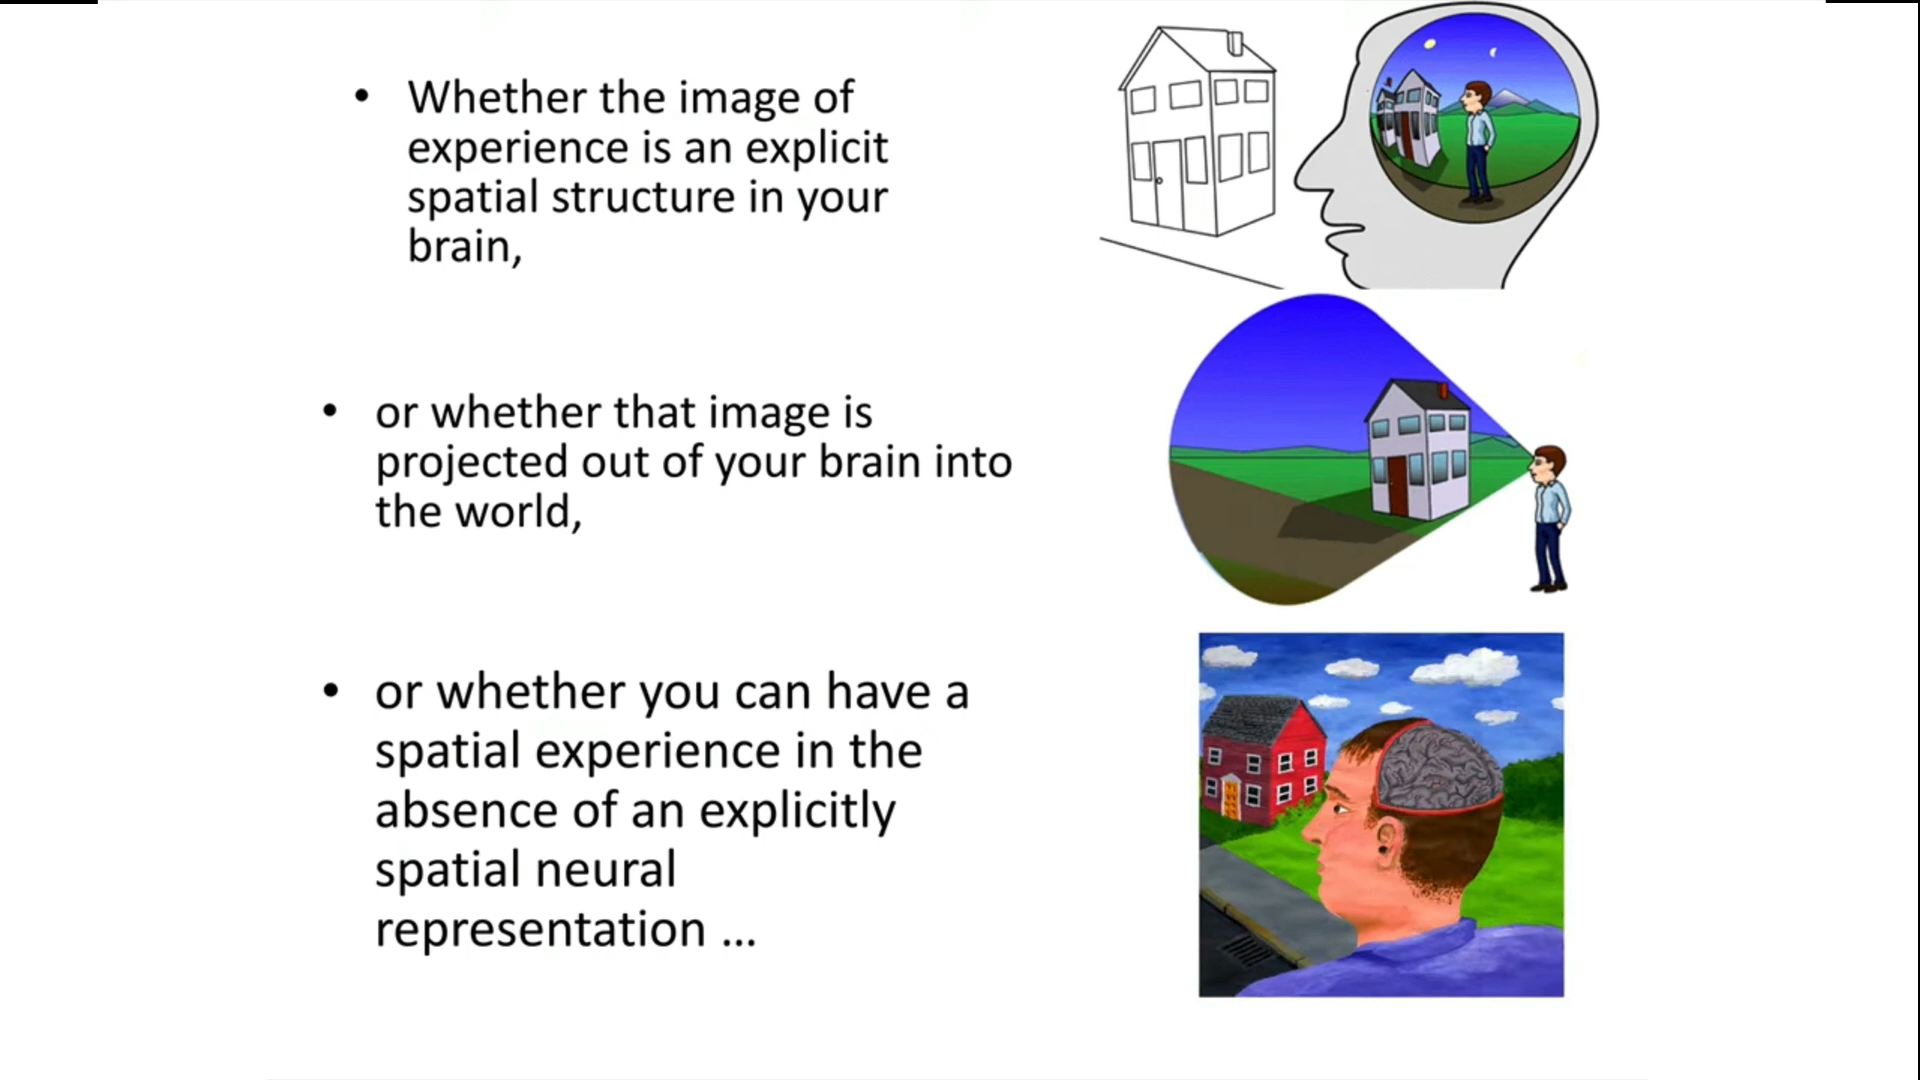 • Whether the image of
experience is an explicit
spatial structure in your
brain,
• or whether that image is
projected out of your brain into
the world,
• or whether you can have a
spatial experience in the
absence of an explicitly
spatial neural
representation ...